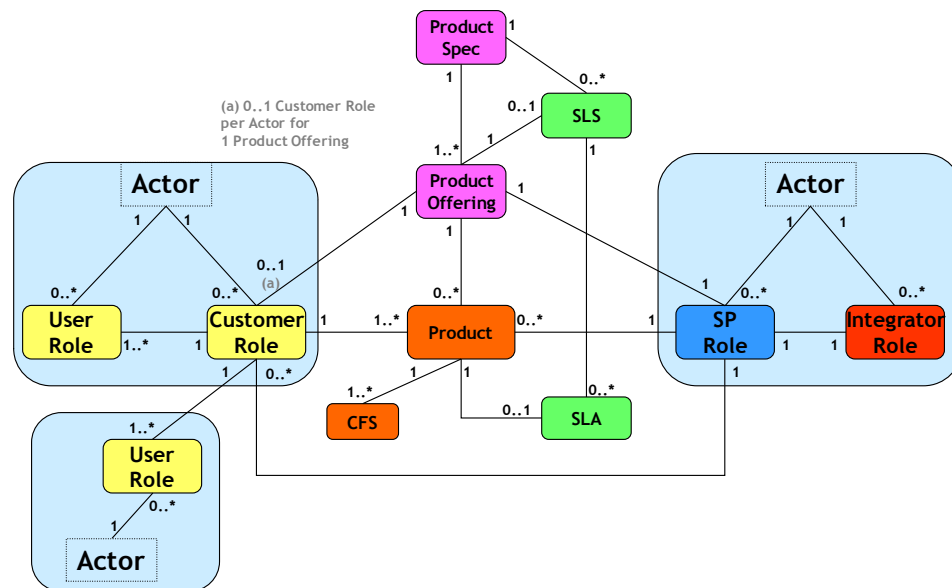 Product
Spec
1
1
0..*
0..1
SLS
(a) 0..1 Customer Role
per Actor for
1 Product Offering
1
1
1..*
Actor
Product
Offering
Actor
1
1
1
1
1
1
1
1
0..1
(a)
0..*
0..*
0..*
1
0..*
0..*
User
Role
Customer
Role
1
1..*
Product
0..*
1
SP
Role
Integrator
Role
1..*
1
1
1
1
0..*
1
1
1
1..*
0..*
CFS
0..1
SLA
1..*
User
Role
0..*
1
Actor